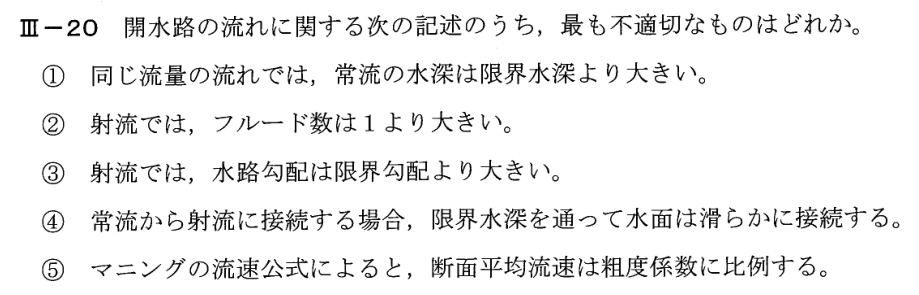 Ⅲ－20　開水路の流れに関する次の記述のうち，最も不適切なものはどれか。
①　同じ流量の流れでは，常流の水深は限界水深より大きい。
②　射流では，フルード数は１より大きい。
③　射流では，水路勾配は限界勾配より大きい。
④　常流から射流に接続する場合，限界水深を通って水面は滑らかに接続する。
⑤　マニングの流速公式によると，断面平均流速は粗度係数に比例する。